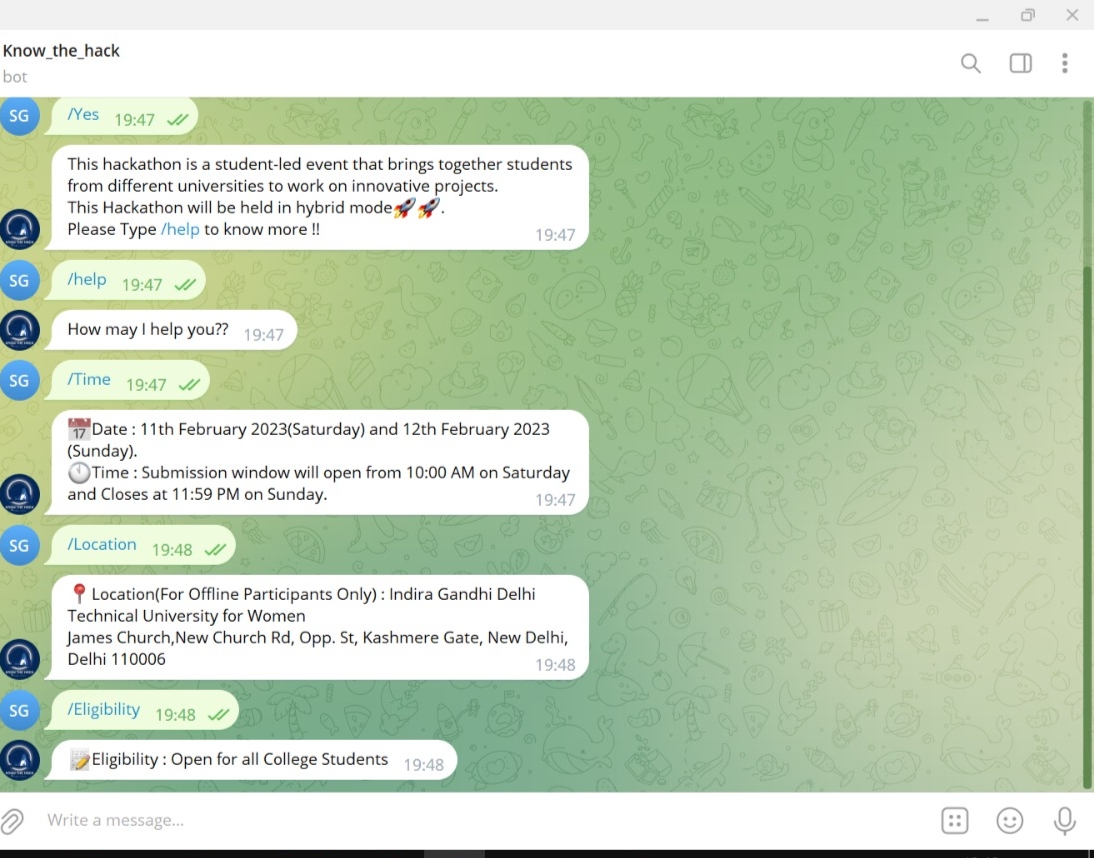 Know_the_hack
bot
SG
/Yes 19:47
This hackathon is a student-led event that brings together students
from different universities to work on innovative projects.
This Hackathon will be held in hybrid mode🚀🚀.
Please Type /help to know more !!
19:47
SG
/help 19:47
How may I help you?? 19:47
SG
/Time 19:47
📅Date : 11th February 2023(Saturday) and 12th February 2023
(Sunday).
🕛Time : Submission window will open from 10:00 AM on Saturday
and Closes at 11:59 PM on Sunday.
19:47
SG
/Location 19:48
📍Location(For Offline Participants Only) : Indira Gandhi Delhi
Technical University for Women
James Church,New Church Rd, Opp. St, Kashmere Gate, New Delhi,
Delhi 110006
19:48
SG
/Eligibility 19:48
📝Eligibility : Open for all College Students 19:48
Write a message...